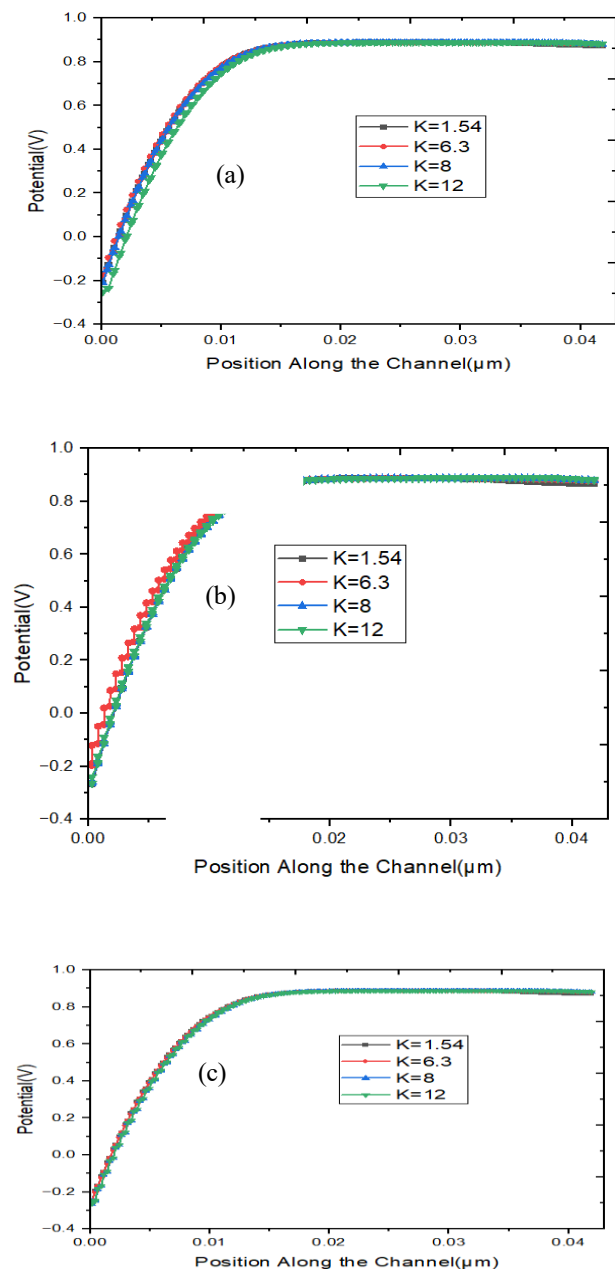 1.0
0.8
0.6
0.4
0.2
0.0
−0.2
−0.4
Potential(V)
K=1.54
K=6.3
K=8
K=12
(a)
0.00 0.01 0.02 0.03 0.04
Position Along the Channel(μm)
1.0
0.8
0.6
0.4
0.2
0.0
−0.2
−0.4
Potential(V)
K=1.54
K=6.3
K=8
K=12
(b)
0.00 0.02 0.03 0.04
Position Along the Channel(μm)
1.0
0.8
0.6
0.4
0.2
0.0
−0.2
−0.4
Potential(V)
K=1.54
K=6.3
K=8
K=12
(c)
0.00 0.01 0.02 0.03 0.04
Position Along the Channel(μm)